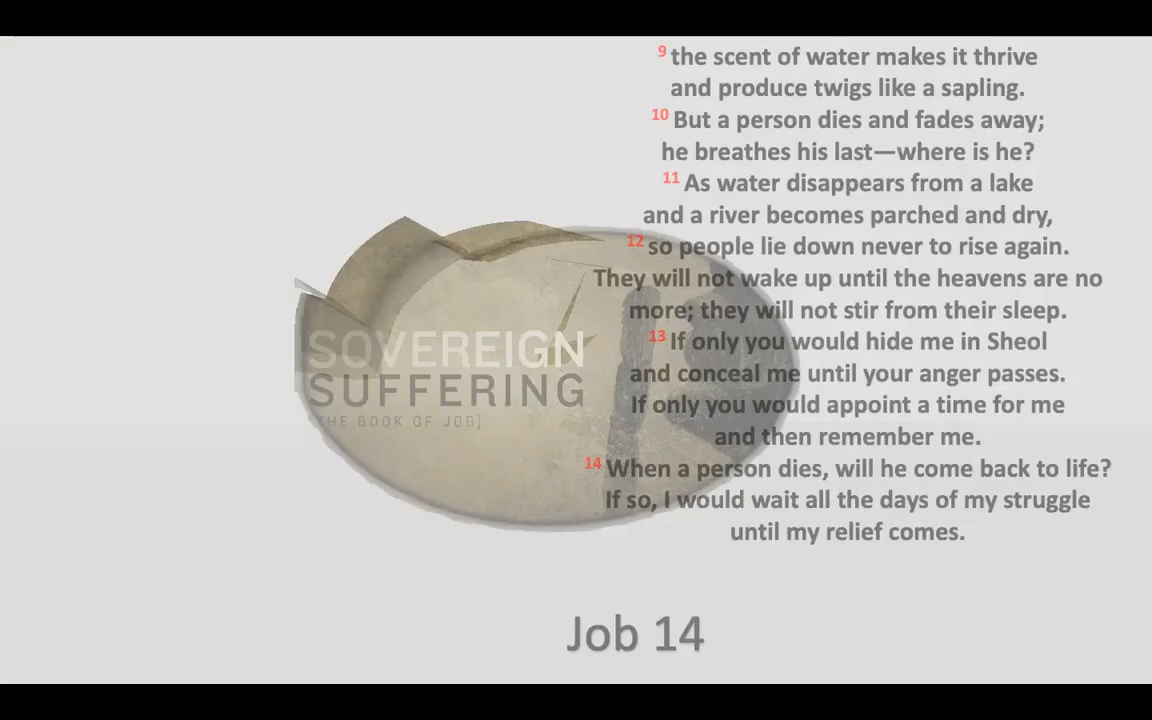 9 the scent of water makes it thrive
and produce twigs like a sapling.
10 But a person dies and fades away;
he breathes his last—where is he?
11 As water disappears from a lake
and a river becomes parched and dry,
12 so people lie down never to rise again.
They will not wake up until the heavens are no
more; they will not stir from their sleep.
13 If only you would hide me in Sheol
and conceal me until your anger passes.
If only you would appoint a time for me
and then remember me.
14 When a person dies, will he come back to life?
If so, I would wait all the days of my struggle
until my relief comes.
SOVEREIGN
SUFFERING
THE BOOK OF JOB]
Job 14